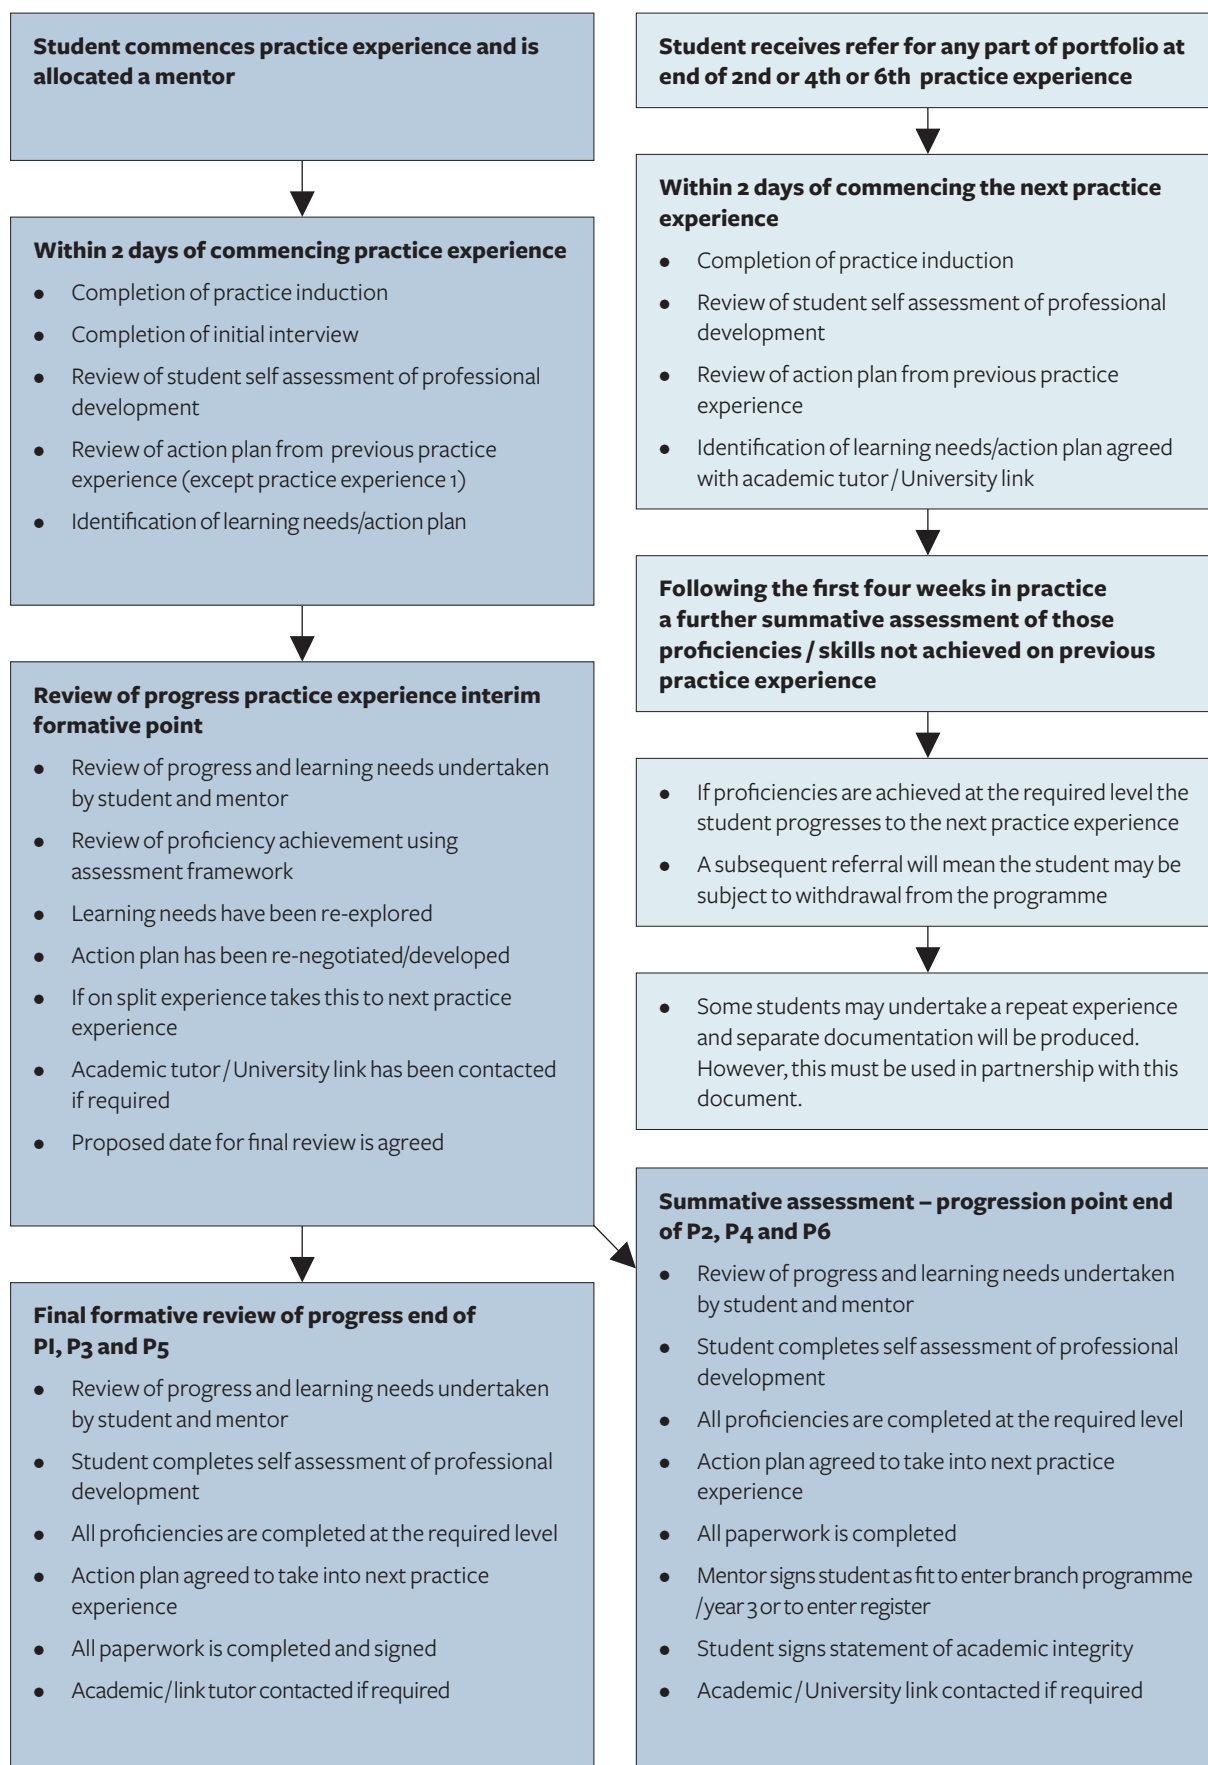 Student commences practice experience and is
allocated a mentor
Within 2 days of commencing practice experience
● Completion of practice induction
● Completion of initial interview
● Review of student self assessment of professional
development
● Review of action plan from previous practice
experience (except practice experience 1)
● Identification of learning needs/action plan
Review of progress practice experience interim
formative point
● Review of progress and learning needs undertaken
by student and mentor
● Review of proficiency achievement using
assessment framework
● Learning needs have been re-explored
● Action plan has been re-negotiated/developed
● If on split experience takes this to next practice
experience
● Academic tutor / University link has been contacted
if required
● Proposed date for final review is agreed
Final formative review of progress end of
PI, P3 and P5
● Review of progress and learning needs undertaken
by student and mentor
● Student completes self assessment of professional
development
● All proficiencies are completed at the required level
● Action plan agreed to take into next practice
experience
● All paperwork is completed and signed
● Academic / link tutor contacted if required
Student receives refer for any part of portfolio at
end of 2nd or 4th or 6th practice experience
Within 2 days of commencing the next practice
experience
● Completion of practice induction
● Review of student self assessment of professional
development
● Review of action plan from previous practice
experience
● Identification of learning needs/action plan agreed
with academic tutor / University link
Following the first four weeks in practice
a further summative assessment of those
proficiencies / skills not achieved on previous
practice experience
● If proficiencies are achieved at the required level the
student progresses to the next practice experience
● A subsequent referral will mean the student may be
subject to withdrawal from the programme
● Some students may undertake a repeat experience
and separate documentation will be produced.
However, this must be used in partnership with this
document.
Summative assessment – progression point end
of P2, P4 and P6
● Review of progress and learning needs undertaken
by student and mentor
● Student completes self assessment of professional
development
● All proficiencies are completed at the required level
● Action plan agreed to take into next practice
experience
● All paperwork is completed
● Mentor signs student as fit to enter branch programme
/year 3 or to enter register
● Student signs statement of academic integrity
● Academic / University link contacted if required